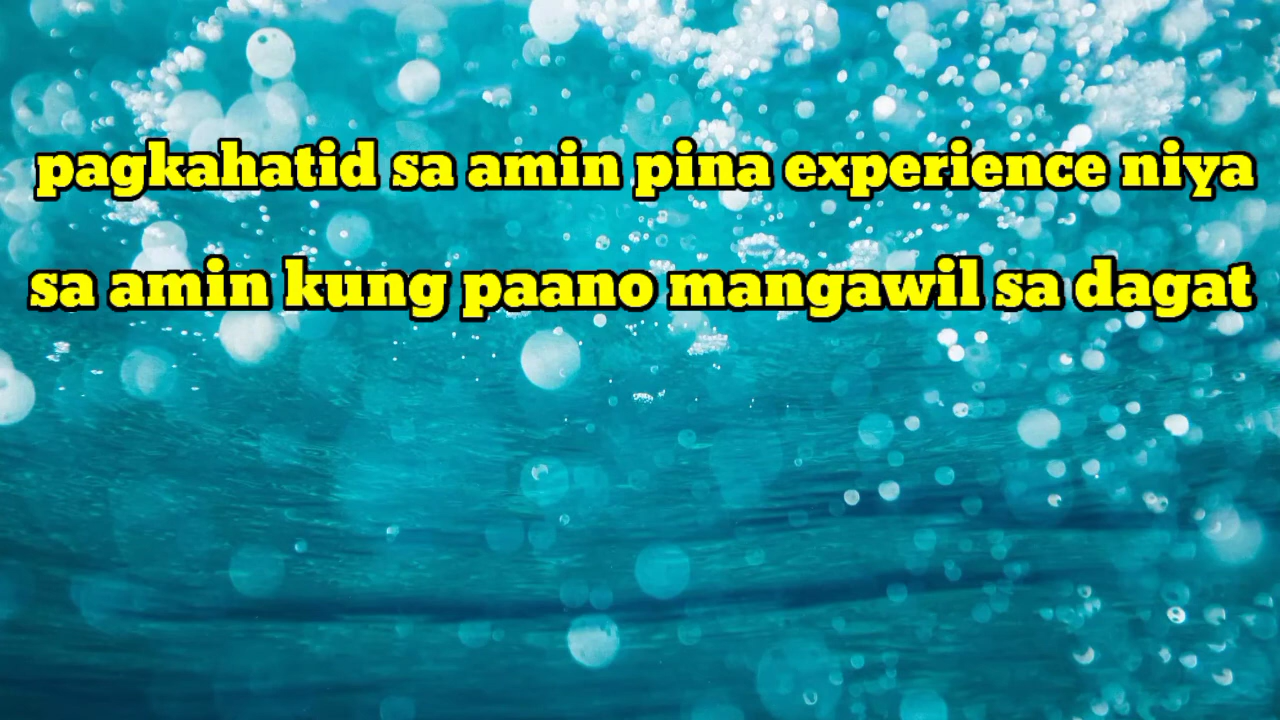 pagkahatid sa amin pina experience niya
sa amin kung paano mangawil sa dagat